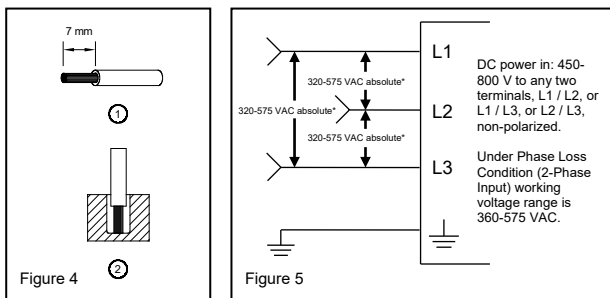 7 mm
1
2
Figure 4
L1
320-575 VAC absolute*
320-575 VAC absolute*
L2
320-575 VAC absolute*
L3
DC power in: 450-
800 V to any two
terminals, L1 / L2, or
L1 / L3, or L2 / L3,
non-polarized.
Under Phase Loss
Condition (2-Phase
Input) working
voltage range is
360-575 VAC.
Figure 5